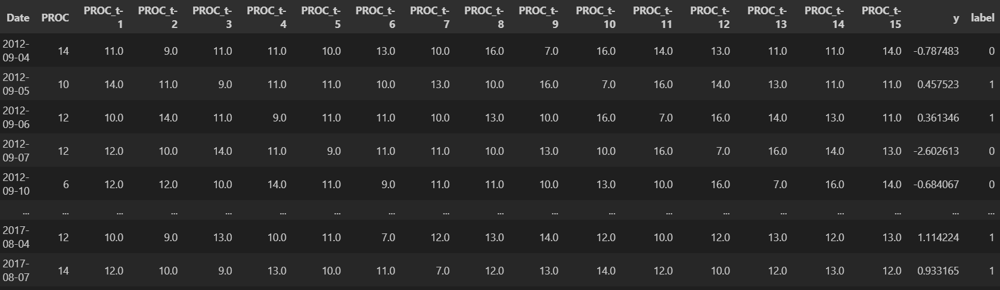 Date PROC PROC_t-1 PROC_t-2 PROC_t-3 PROC_t-4 PROC_t-5 PROC_t-6 PROC_t-7 PROC_t-8 PROC_t-9 PROC_t-10 PROC_t-11 PROC_t-12 PROC_t-13 PROC_t-14 PROC_t-15 y label
2012-09-04 14 11.0 9.0 11.0 11.0 10.0 13.0 10.0 16.0 7.0 16.0 14.0 13.0 11.0 11.0 14.0 -0.787483 0
2012-09-05 10 14.0 11.0 9.0 11.0 11.0 10.0 13.0 10.0 16.0 7.0 16.0 14.0 13.0 11.0 11.0 0.457523 1
2012-09-06 12 10.0 14.0 11.0 9.0 11.0 11.0 10.0 13.0 10.0 16.0 7.0 16.0 14.0 13.0 11.0 0.361346 1
2012-09-07 12 12.0 10.0 14.0 11.0 9.0 11.0 11.0 10.0 13.0 10.0 16.0 7.0 16.0 14.0 13.0 -2.602613 0
2012-09-10 6 12.0 12.0 10.0 14.0 11.0 9.0 11.0 11.0 10.0 13.0 10.0 16.0 7.0 16.0 14.0 -0.684067 0
... ... ... ... ... ... ... ... ... ... ... ... ... ... ... ... ... ... ...
2017-08-04 12 10.0 9.0 13.0 10.0 11.0 7.0 12.0 13.0 14.0 12.0 10.0 12.0 13.0 12.0 13.0 1.114224 1
2017-08-07 14 12.0 10.0 9.0 13.0 10.0 11.0 7.0 12.0 13.0 14.0 12.0 10.0 12.0 13.0 12.0 0.933165 1